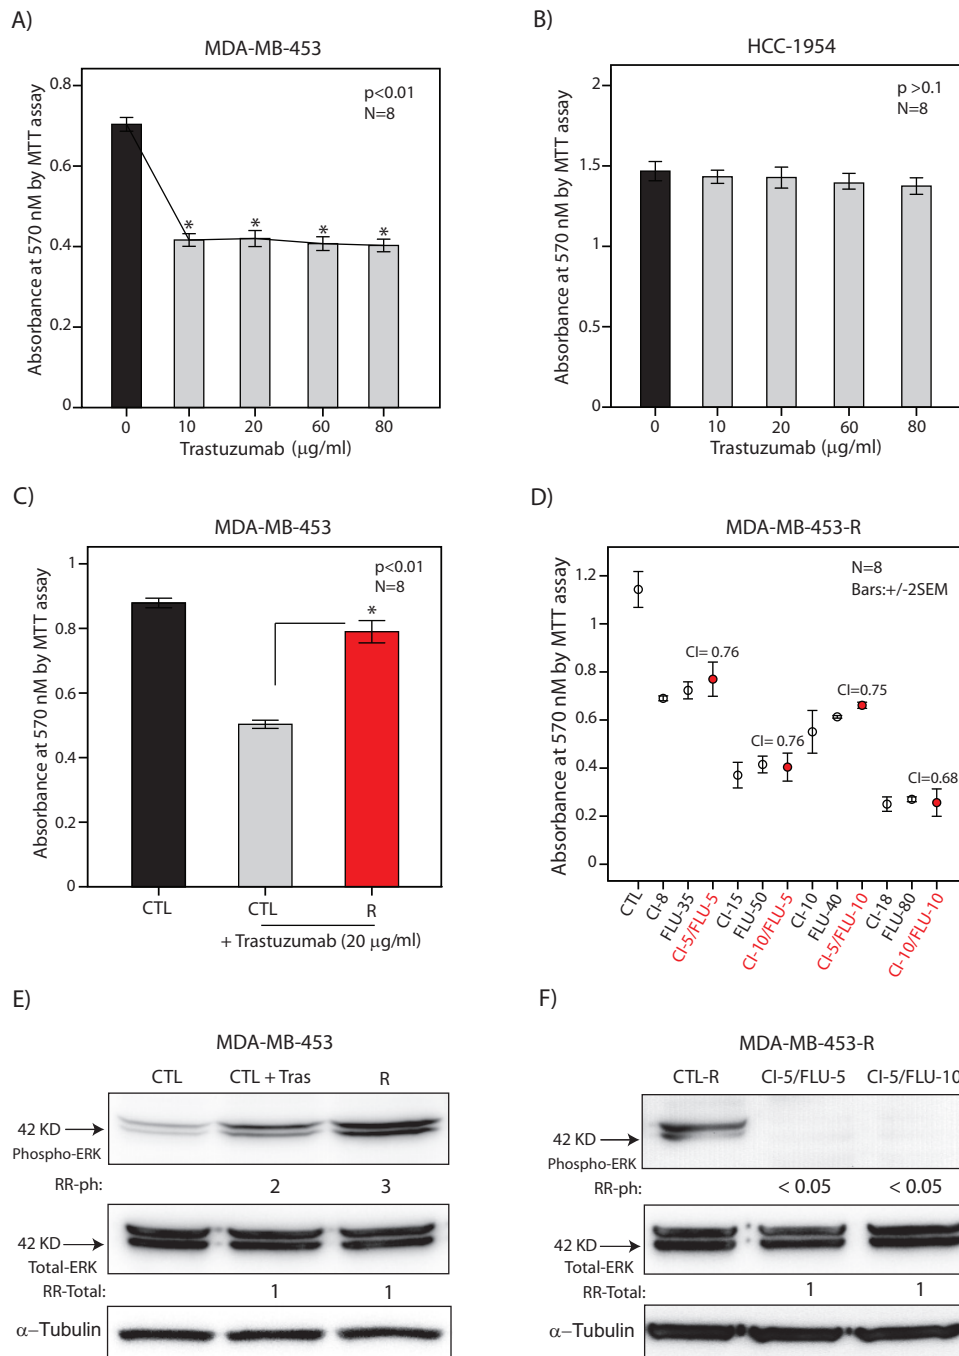 A)
MDA-MB-453
Absorbance at 570 nM by MTT assay
0.8
0.6
0.4
0.2
0
p<0.01
N=8
* * * *
0 10 20 60 80
Trastuzumab (µg/ml)
B)
HCC-1954
Absorbance at 570 nM by MTT assay
2
1.5
1
0.5
0
p >0.1
N=8
0 10 20 60 80
Trastuzumab (µg/ml)
C)
MDA-MB-453
Absorbance at 570 nM by MTT assay
1
0.8
0.6
0.4
0.2
0
p<0.01
N=8
*
CTL CTL R
+ Trastuzumab (20 µg/ml)
D)
MDA-MB-453-R
Absorbance at 570 nM by MTT assay
1.2
1.0
0.8
0.6
0.4
0.2
0
N=8
Bars:+/-2SEM
CI= 0.76
CI=0.75
CI= 0.76
CI=0.68
CTL
CI-8
FLU-35
CI-5/FLU-5
CI-15
FLU-50
CI-10/FLU-5
CI-10
FLU-40
CI-5/FLU-10
CI-18
FLU-80
CI-10/FLU-10
E)
MDA-MB-453
CTL CTL + Tras R
42 KD
Phospho-ERK
RR-ph: 2 3
42 KD
Total-ERK
RR-Total: 1 1
α−Tubulin
F)
MDA-MB-453-R
CTL-R CI-5/FLU-5 CI-5/FLU-10
42 KD
Phospho-ERK
RR-ph: < 0.05 < 0.05
42 KD
Total-ERK
RR-Total: 1 1
α−Tubulin